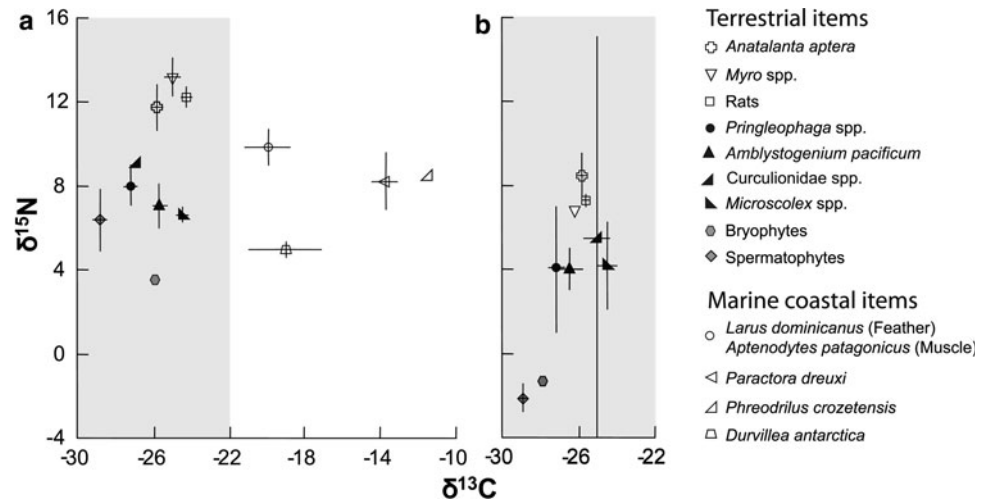 a
16
12
8
4
0
-4
δ15N
-30
-26
-22
-18
-14
-10
b
-30
-26
-22
δ13C
Terrestrial items
Anatalanta aptera
Myro spp.
Rats
Pringleophaga spp.
Amblystogenium pacificum
Curculionidae spp.
Microscolex spp.
Bryophytes
Spermatophytes
Marine coastal items
Larus dominicanus (Feather)
Aptenodytes patagonicus (Muscle)
Paractora dreuxi
Phreodrilus crozetensis
Durvillea antarctica